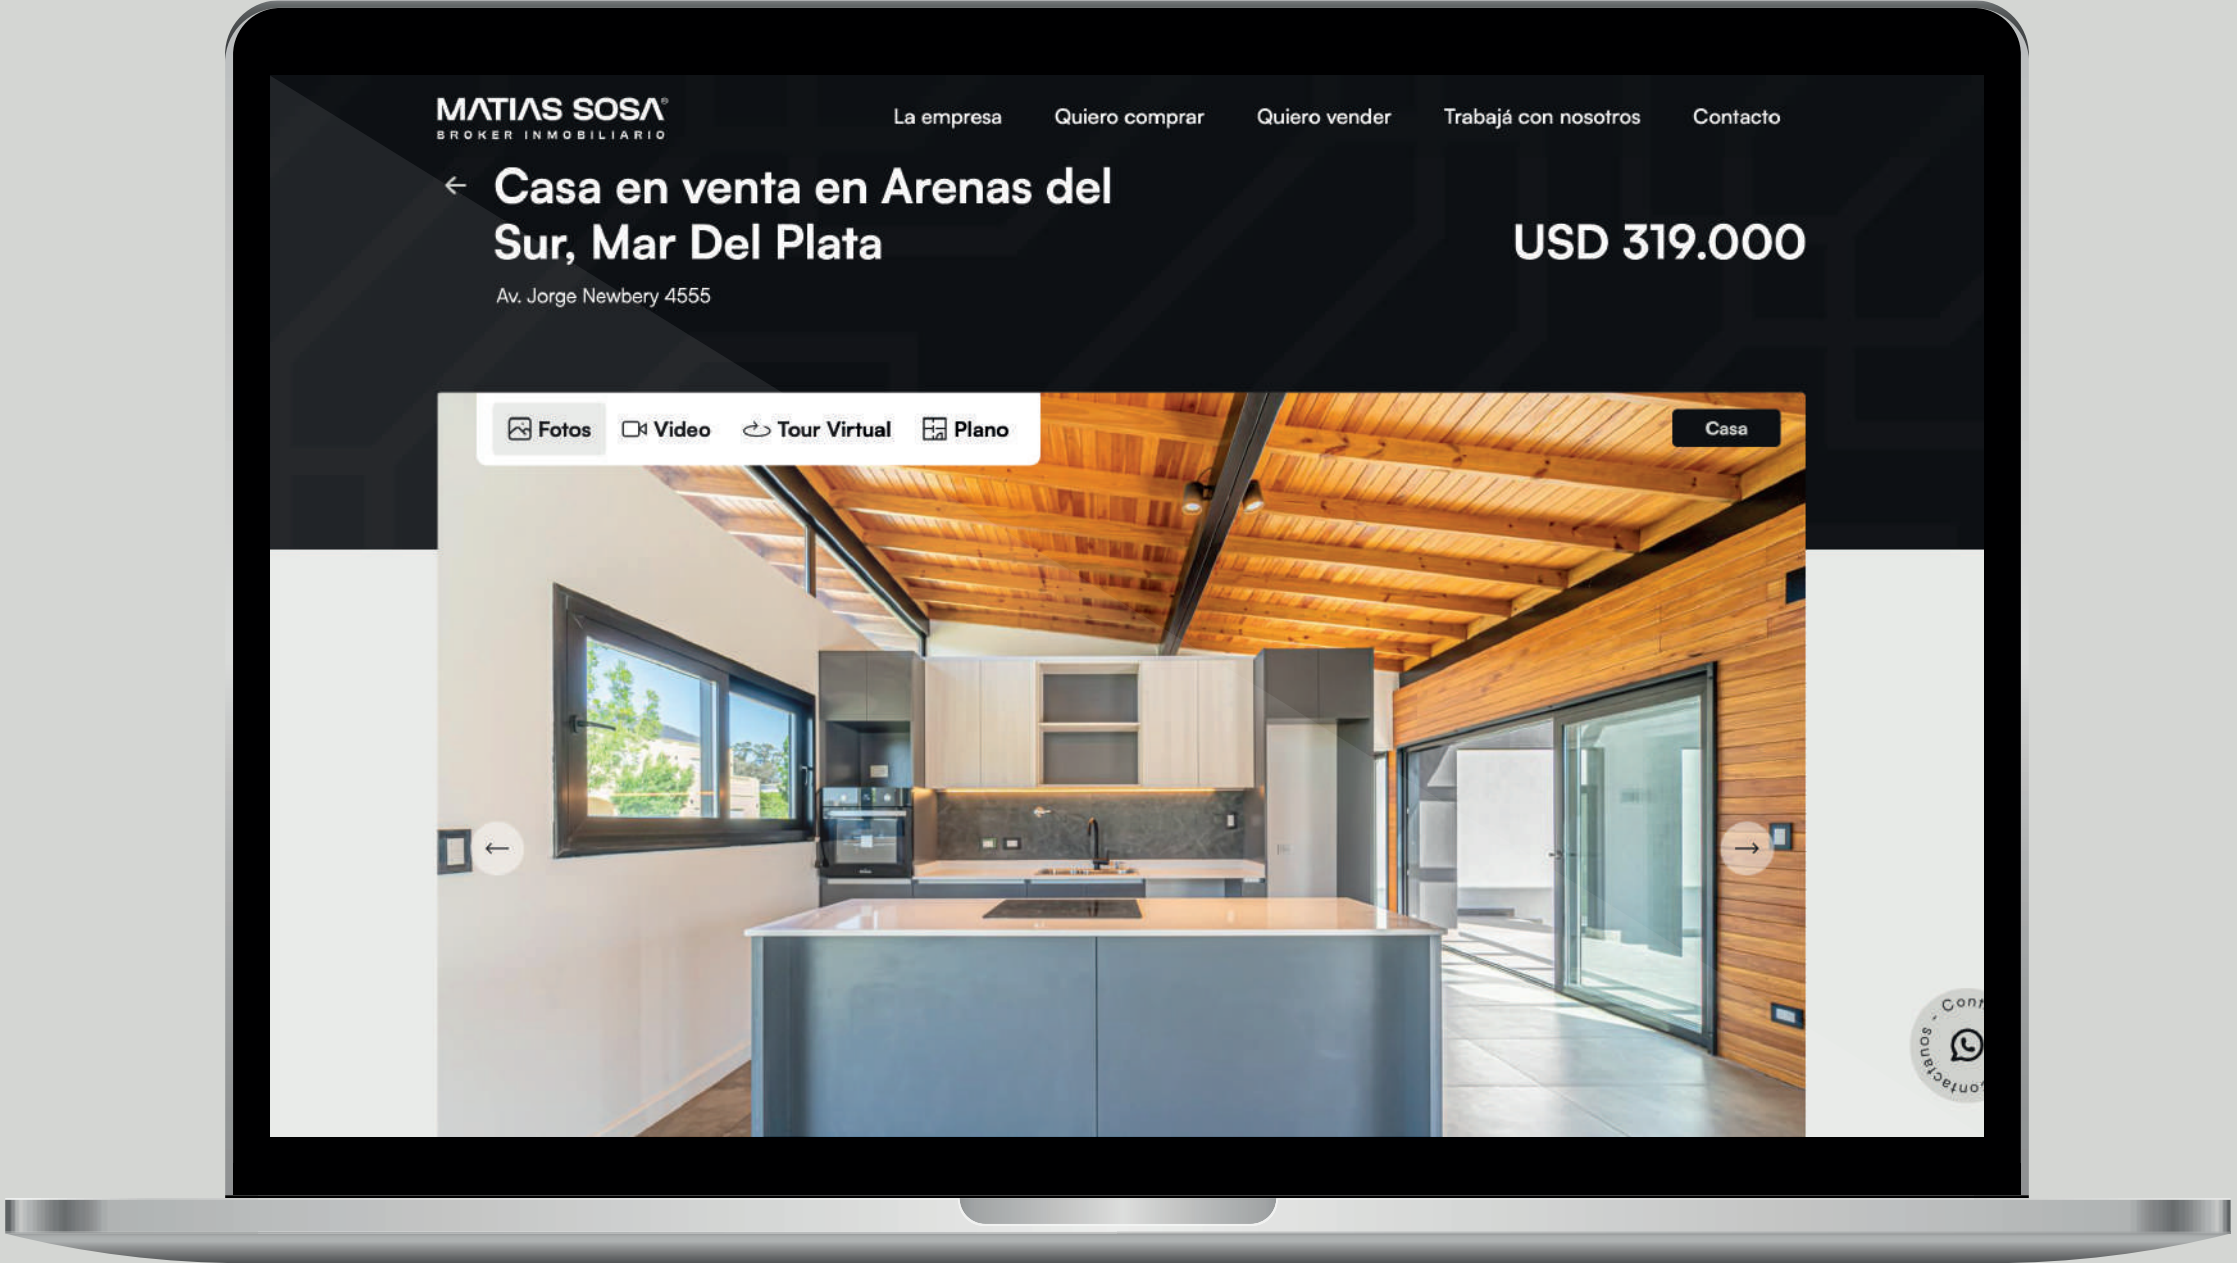 MATIAS SOSA®
BROKER INMOBILIARIO
La empresa
Quiero comprar
Quiero vender
Trabajá con nosotros
Contacto
Casa en venta en Arenas del
Sur, Mar Del Plata
USD 319.000
Av. Jorge Newbery 4555
Fotos
Video
Tour Virtual
Plano
Casa
Contactanos -